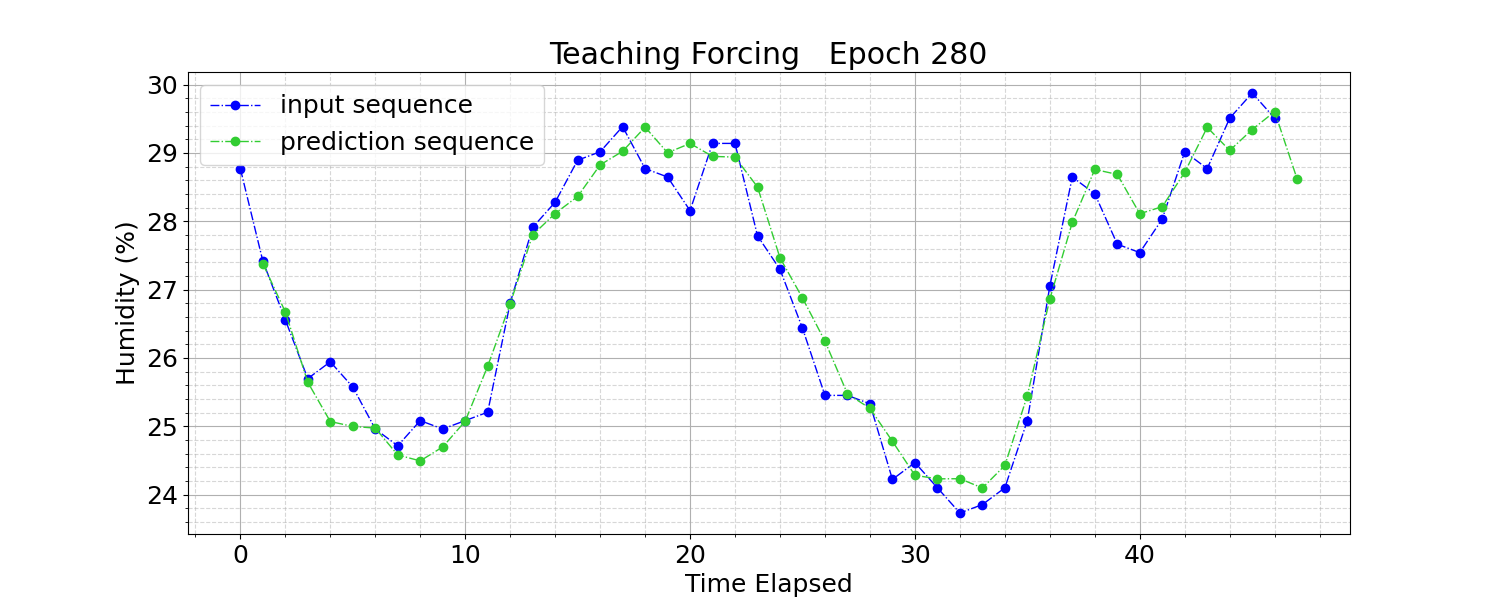 Teaching Forcing   Epoch 280
input sequence
prediction sequence
Humidity (%)
30
29
28
27
26
25
24
0 10 20 30 40
Time Elapsed